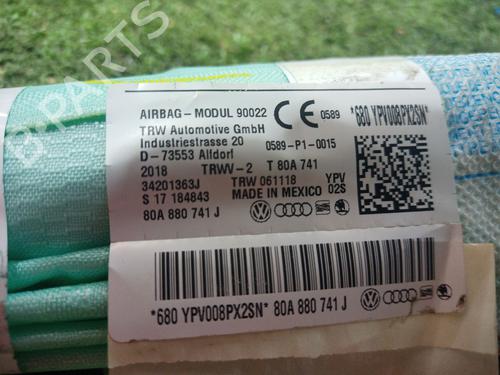 B-PARTS
AIRBAG-MODUL 90022 CE 0589 *680 YPV008PX2SN*
TRW Automotive GmbH
Industriestrasse 20 0589-P1-0015
D - 73553 Alfdorf
2018 TRWV-2 T 80A 741
34201363J TRW 061118 YPV
S 17 184843 MADE IN MEXICO 02S
80A 880 741 J
*680 YPV008PX2SN* 80A 880 741 J